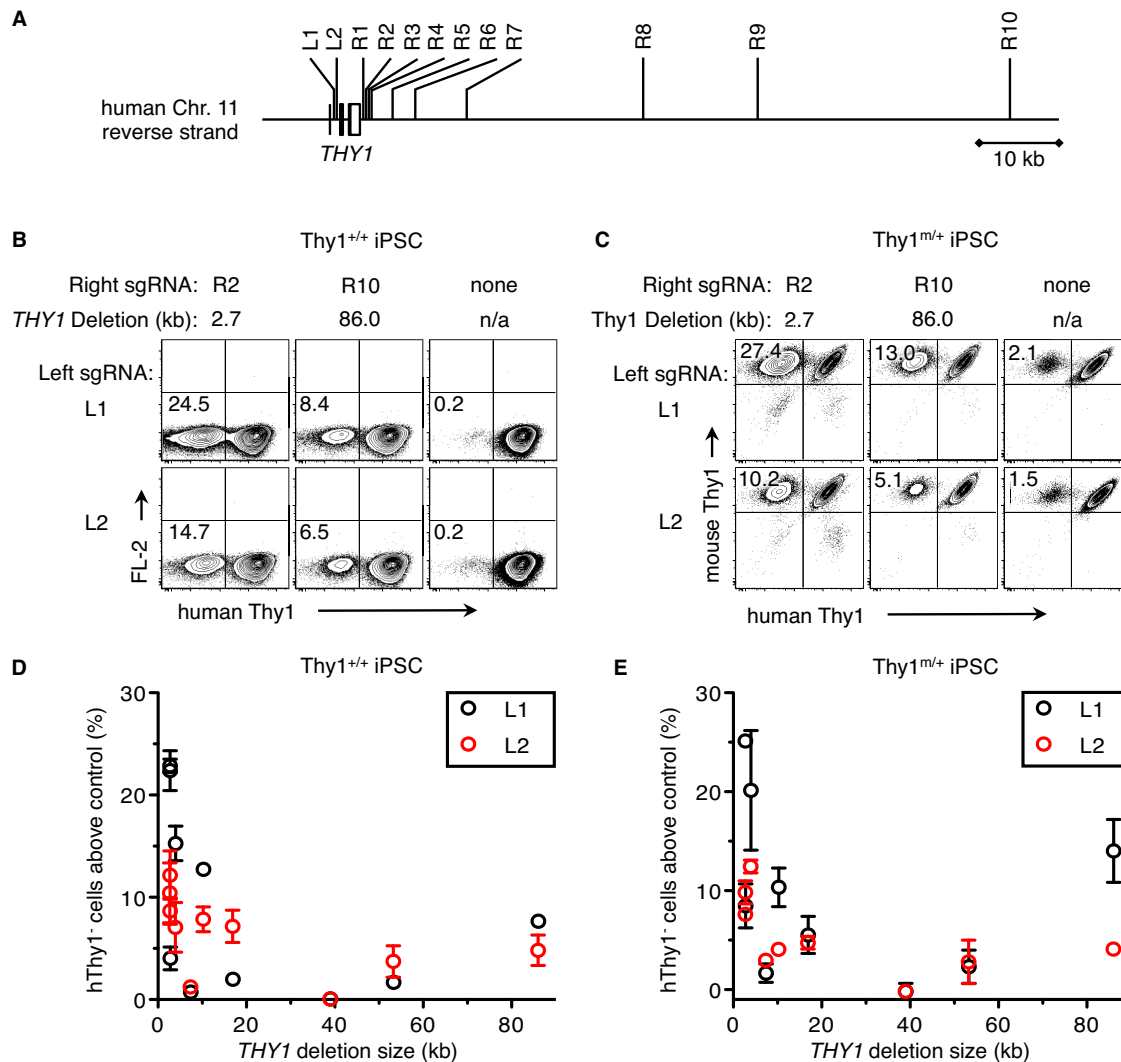 A
L1 L2 R1 R2 R3 R4 R5 R6 R7 R8 R9 R10
human Chr. 11
reverse strand
THY1
10 kb
B
Thy1+/+ iPSC
Right sgRNA: R2 R10 none
THY1 Deletion (kb): 2.7 86.0 n/a
Left sgRNA:
L1
24.5 8.4 0.2
L2
14.7 6.5 0.2
FL-2
human Thy1
C
Thy1m/+ iPSC
Right sgRNA: R2 R10 none
Thy1 Deletion (kb): 2.7 86.0 n/a
Left sgRNA:
27.4 13.0 2.1
L1
10.2 5.1 1.5
L2
mouse Thy1
human Thy1
D
Thy1+/+ iPSC
hThy1- cells above control (%)
30
20
10
0
L1
L2
0 20 40 60 80
THY1 deletion size (kb)
E
Thy1m/+ iPSC
hThy1- cells above control (%)
30
20
10
0
L1
L2
0 20 40 60 80
THY1 deletion size (kb)